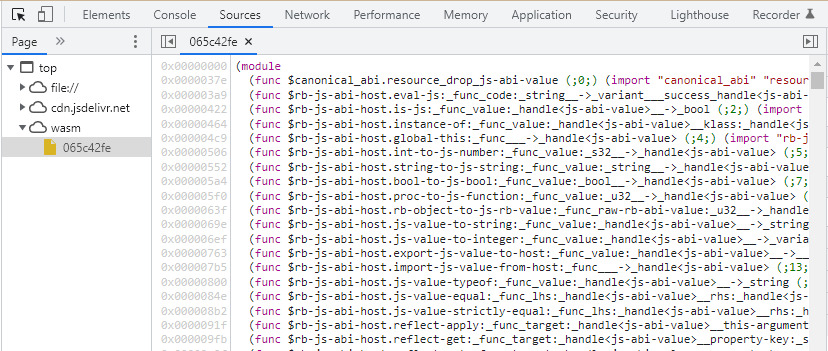 Elements Console Sources Network Performance Memory Application Security Lighthouse Recorder
Page
top
file://
cdn.jsdelivr.net
wasm
065c42fe
065c42fe
0x00000000 (module
0x0000037e (func $canonical_abi.resource_drop_js-abi-value (;0;) (import "canonical_abi" "resour
0x000003a9 (func $rb-js-abi-host.eval-js:_func_code:_string__->_variant___success_handle<js-abi-
0x00000422 (func $rb-js-abi-host.is-js:_func_value:_handle<js-abi-value>__->_bool (;2;) (import
0x00000464 (func $rb-js-abi-host.instance-of:_func_value:_handle<js-abi-value>__klass:_handle<js
0x000004c9 (func $rb-js-abi-host.global-this:_func___->_handle<js-abi-value> (;4;) (import "rb-j
0x00000506 (func $rb-js-abi-host.int-to-js-number:_func_value:_s32__->_handle<js-abi-value> (;5;
0x00000552 (func $rb-js-abi-host.string-to-js-string:_func_value:_string__->_handle<js-abi-value
0x000005a4 (func $rb-js-abi-host.bool-to-js-bool:_func_value:_bool__->_handle<js-abi-value> (;7;
0x000005f0 (func $rb-js-abi-host.proc-to-js-function:_func_value:_u32__->_handle<js-abi-value> (
0x0000063f (func $rb-js-abi-host.rb-object-to-js-rb-value:_func_raw-rb-abi-value:_u32__->_handle
0x0000069e (func $rb-js-abi-host.js-value-to-string:_func_value:_handle<js-abi-value>__->_string
0x000006ef (func $rb-js-abi-host.js-value-to-integer:_func_value:_handle<js-abi-value>__->_varia
0x00000763 (func $rb-js-abi-host.export-js-value-to-host:_func_value:_handle<js-abi-value>__->__
0x000007b5 (func $rb-js-abi-host.import-js-value-from-host:_func___->_handle<js-abi-value> (;13;
0x00000800 (func $rb-js-abi-host.js-value-typeof:_func_value:_handle<js-abi-value>__->_string (;
0x0000084e (func $rb-js-abi-host.js-value-equal:_func_lhs:_handle<js-abi-value>__rhs:_handle<js-
0x000008b2 (func $rb-js-abi-host.js-value-strictly-equal:_func_lhs:_handle<js-abi-value>__rhs:_h
0x0000091f (func $rb-js-abi-host.reflect-apply:_func_target:_handle<js-abi-value>__this-argument
0x000009fb (func $rb-js-abi-host.reflect-get:_func_target:_handle<js-abi-value>__property-key:_s